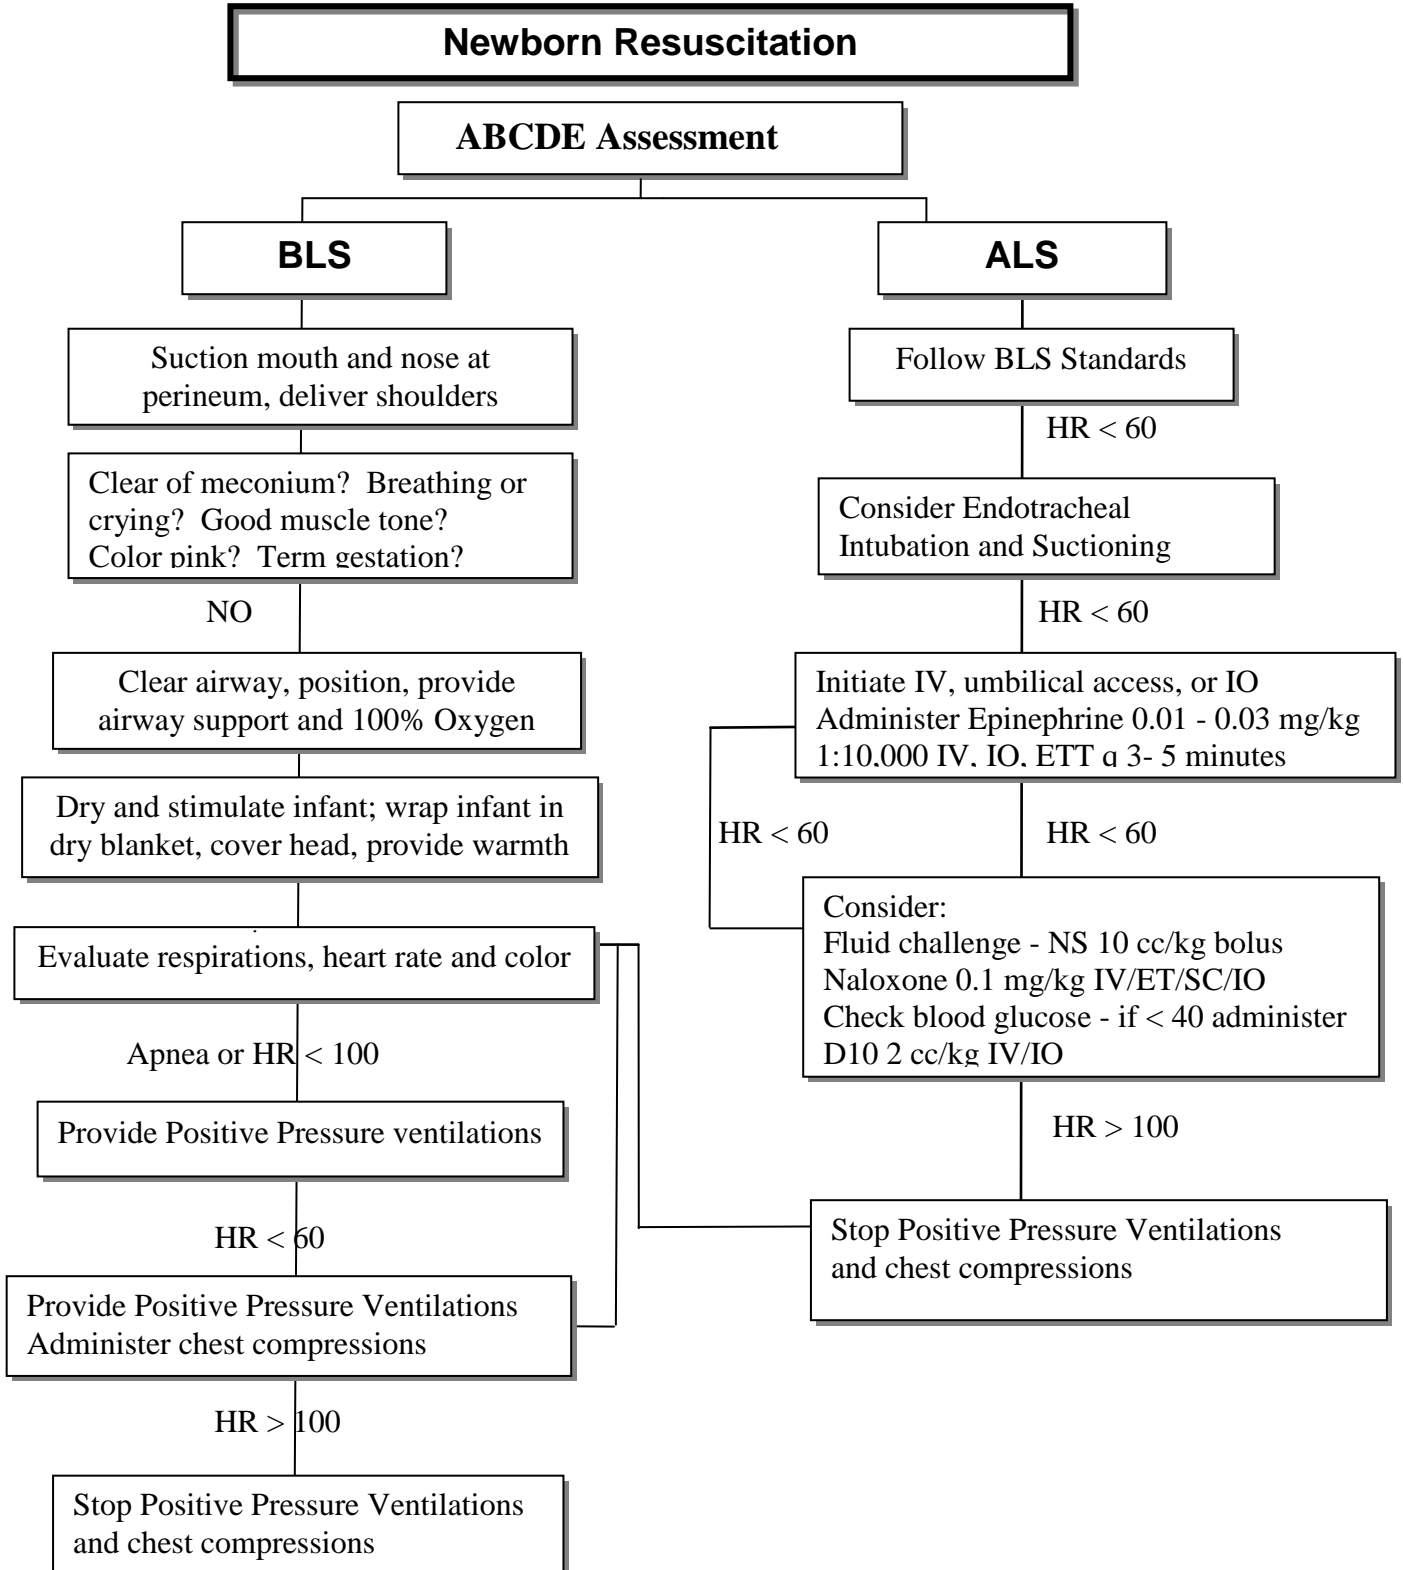 Newborn Resuscitation
ABCDE Assessment
BLS
Suction mouth and nose at
perineum, deliver shoulders
Clear of meconium?  Breathing or
crying?  Good muscle tone?
Color pink?  Term gestation?
NO
Clear airway, position, provide
airway support and 100% Oxygen
Dry and stimulate infant; wrap infant in
dry blanket, cover head, provide warmth
Evaluate respirations, heart rate and color
Apnea or HR < 100
Provide Positive Pressure ventilations
HR < 60
Provide Positive Pressure Ventilations
Administer chest compressions
HR > 100
Stop Positive Pressure Ventilations
and chest compressions
ALS
Follow BLS Standards
HR < 60
Consider Endotracheal
Intubation and Suctioning
HR < 60
Initiate IV, umbilical access, or IO
Administer Epinephrine 0.01 - 0.03 mg/kg
1:10,000 IV, IO, ETT q 3- 5 minutes
HR < 60
HR < 60
Consider:
Fluid challenge - NS 10 cc/kg bolus
Naloxone 0.1 mg/kg IV/ET/SC/IO
Check blood glucose - if < 40 administer
D10 2 cc/kg IV/IO
HR > 100
Stop Positive Pressure Ventilations
and chest compressions